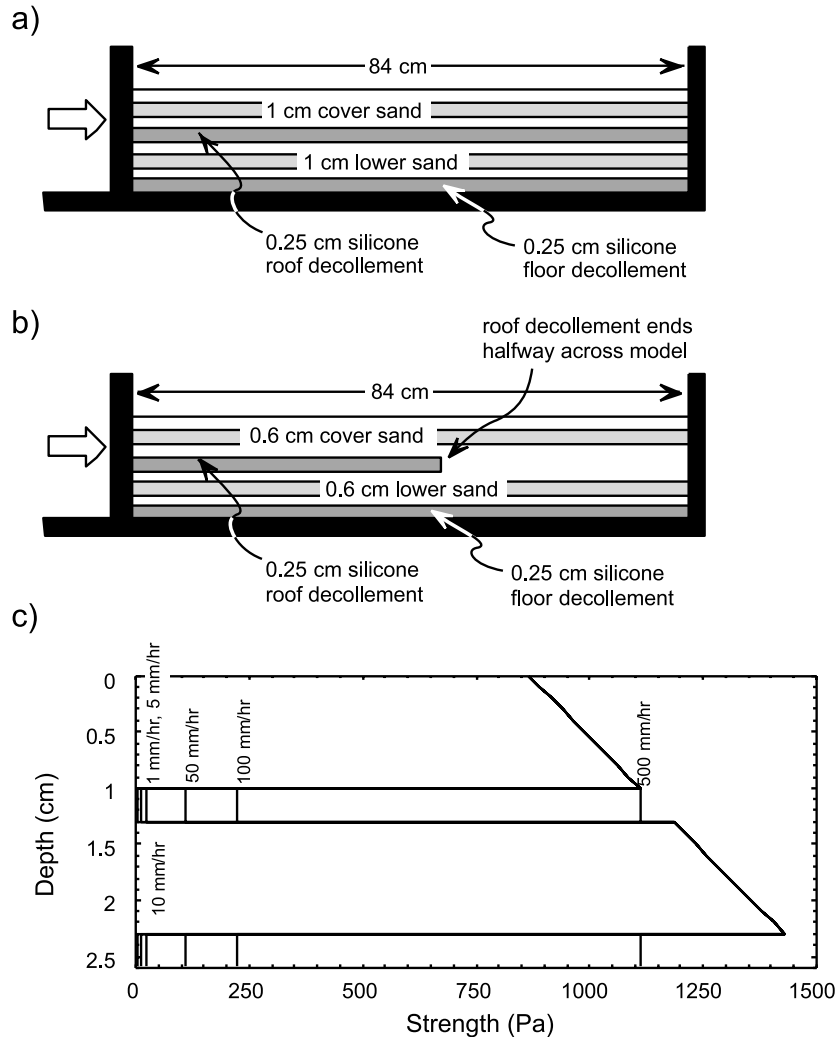 a)
84 cm
1 cm cover sand
1 cm lower sand
0.25 cm silicone
roof decollement
0.25 cm silicone
floor decollement
b)
roof decollement ends
halfway across model
84 cm
0.6 cm cover sand
0.6 cm lower sand
0.25 cm silicone
roof decollement
0.25 cm silicone
floor decollement
c)
0
0.5
1
1.5
2
2.5
Depth (cm)
1 mm/hr, 5 mm/hr
50 mm/hr
100 mm/hr
500 mm/hr
10 mm/hr
0
250
500
750
1000
1250
1500
Strength (Pa)